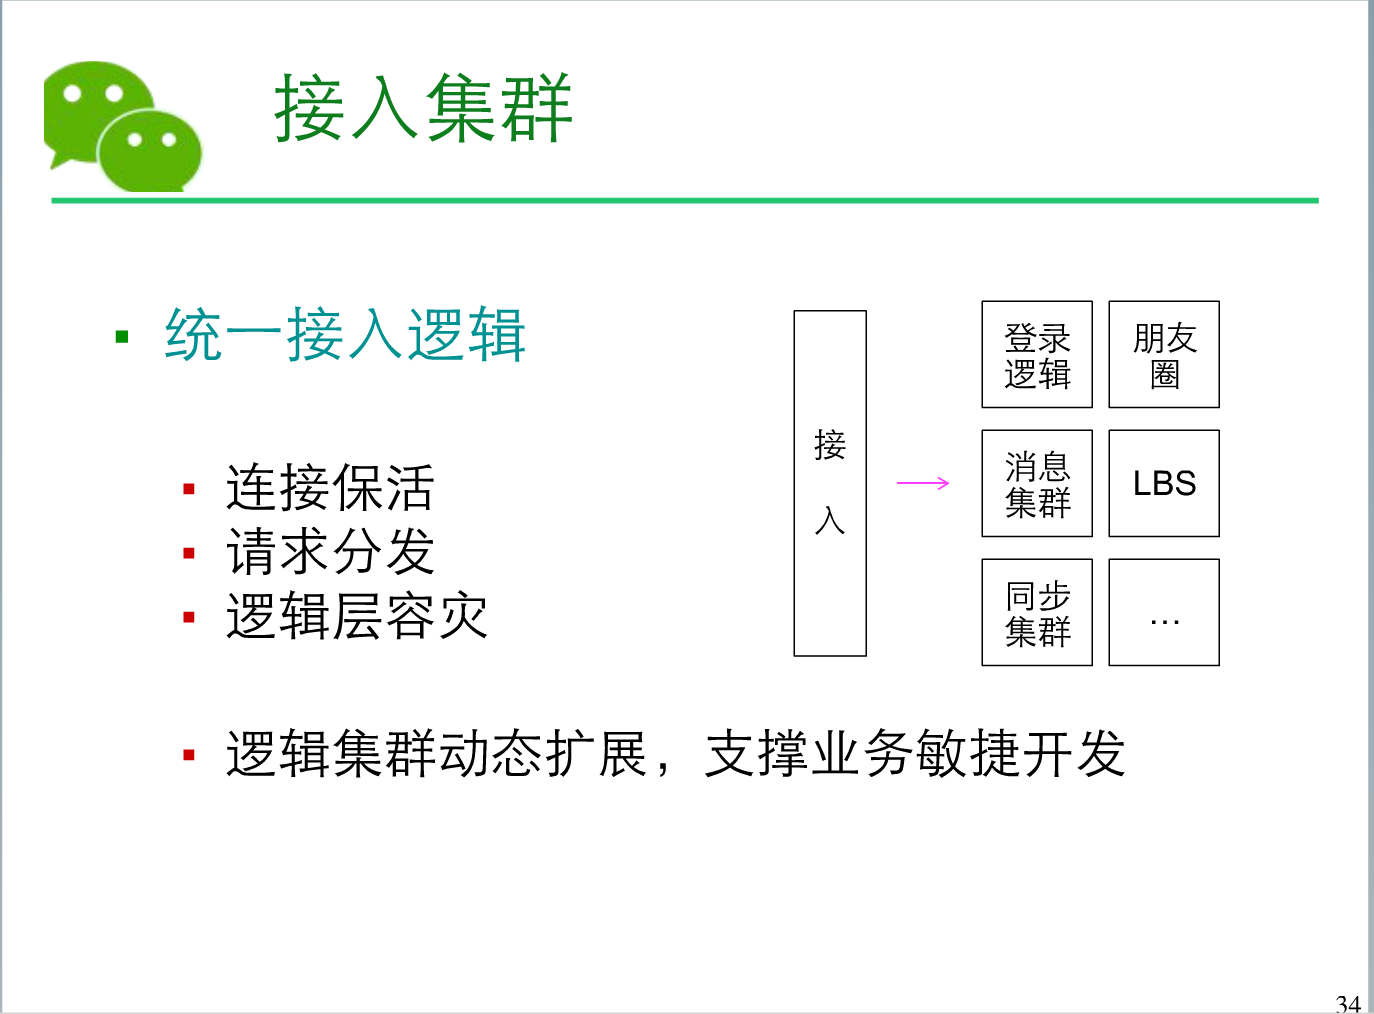 接入集群
统一接入逻辑
连接保活
请求分发
逻辑层容灾
逻辑集群动态扩展，支撑业务敏捷开发
接
入
登录
逻辑
朋友
圈
消息
集群
LBS
同步
集群
...
34